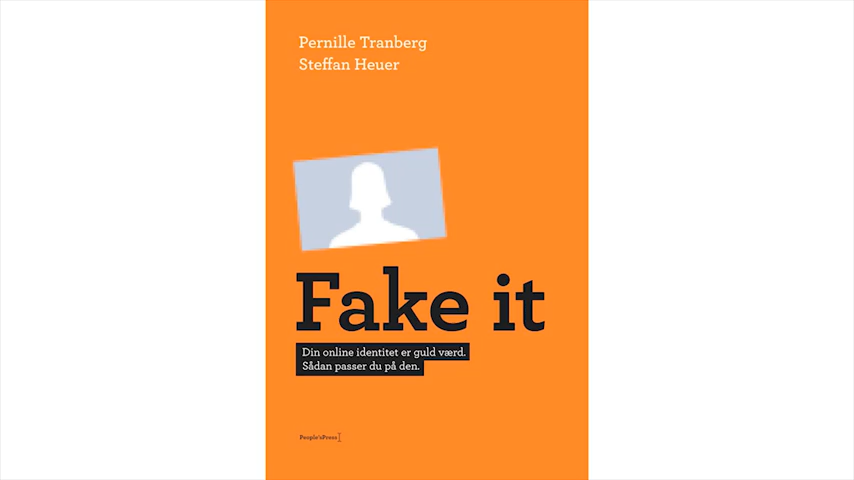 Pernille Tranberg
Steffan Heuer
Fake it
Din online identitet er guld værd.
Sådan passer du på den.
People'sPress